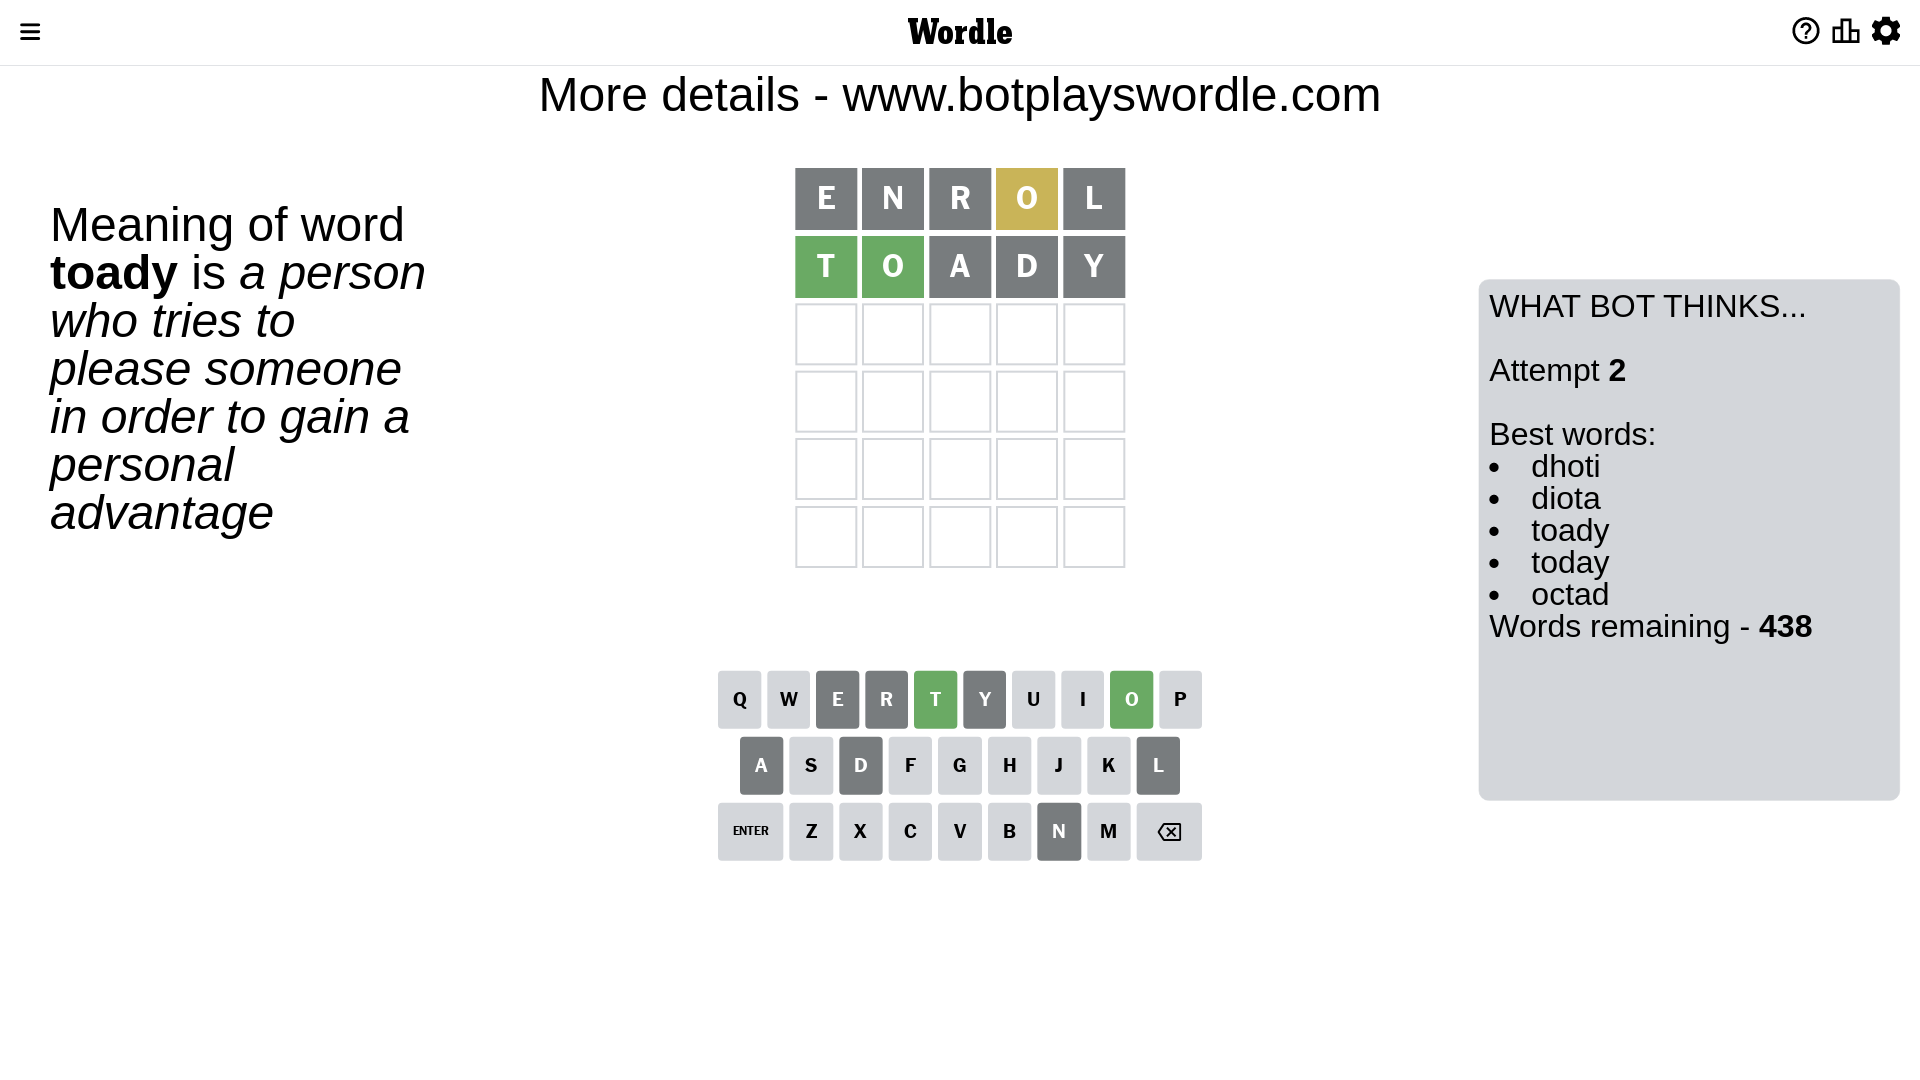 Wordle
More details - www.botplayswordle.com
Meaning of word
toady is a person
who tries to
please someone
in order to gain a
personal
advantage
E N R O L
T O A D Y
WHAT BOT THINKS...
Attempt 2
Best words:
• dhoti
• diota
• toady
• today
• octad
Words remaining - 438
Q W E R T Y U I O P
A S D F G H J K L
ENTER Z X C V B N M